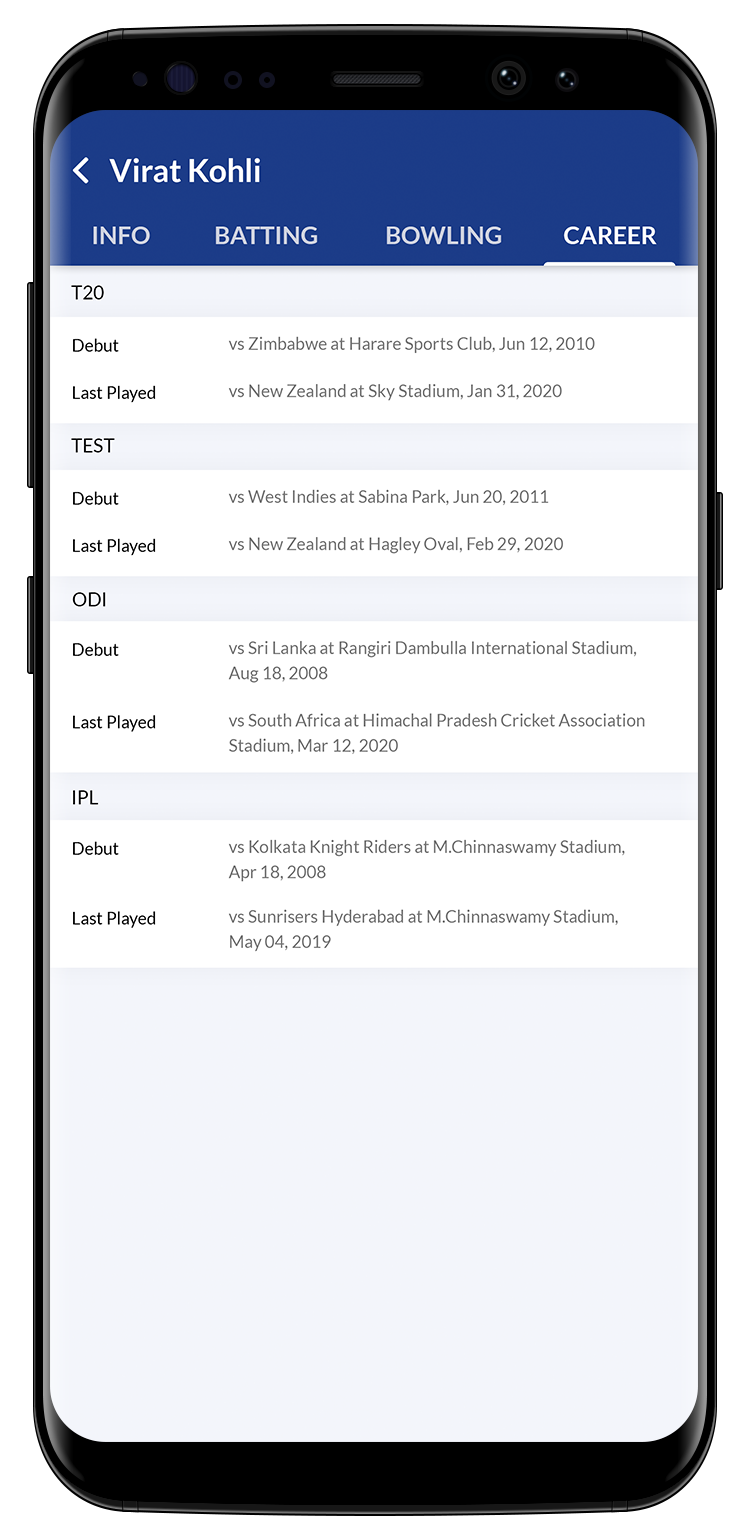 Virat Kohli
INFO BATTING BOWLING CAREER
T20
Debut vs Zimbabwe at Harare Sports Club, Jun 12, 2010
Last Played vs New Zealand at Sky Stadium, Jan 31, 2020
TEST
Debut vs West Indies at Sabina Park, Jun 20, 2011
Last Played vs New Zealand at Hagley Oval, Feb 29, 2020
ODI
Debut vs Sri Lanka at Rangiri Dambulla International Stadium,
Aug 18, 2008
Last Played vs South Africa at Himachal Pradesh Cricket Association
Stadium, Mar 12, 2020
IPL
Debut vs Kolkata Knight Riders at M.Chinnaswamy Stadium,
Apr 18, 2008
Last Played vs Sunrisers Hyderabad at M.Chinnaswamy Stadium,
May 04, 2019